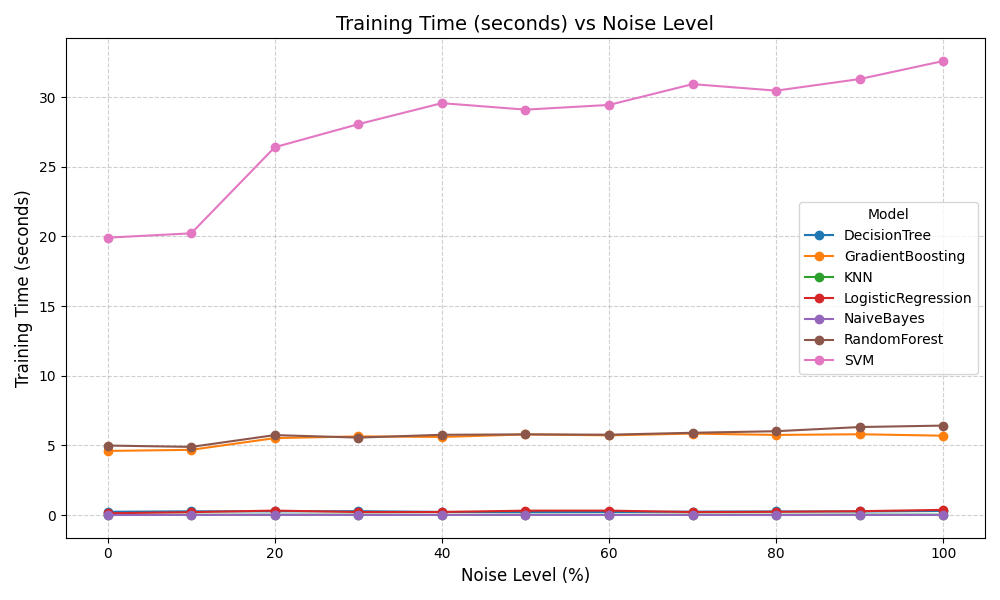 Training Time (seconds) vs Noise Level
Training Time (seconds)
30
25
20
15
10
5
0
Model
DecisionTree
GradientBoosting
KNN
LogisticRegression
NaiveBayes
RandomForest
SVM
0 20 40 60 80 100
Noise Level (%)